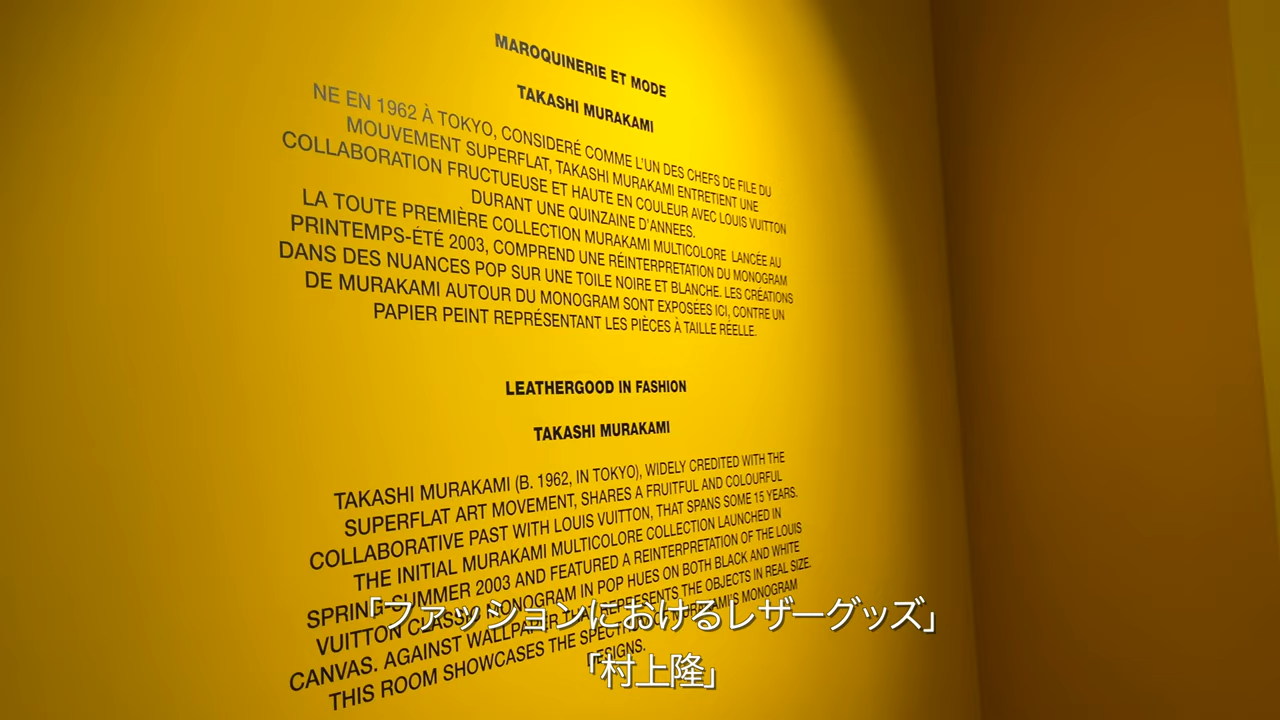 MAROQUINERIE ET MODE
TAKASHI MURAKAMI
NE EN 1962 À TOKYO, CONSIDERÉ COMME L'UN DES CHEFS DE FILE DU
MOUVEMENT SUPERFLAT, TAKASHI MURAKAMI ENTRETIENT UNE
COLLABORATION FRUCTUEUSE ET HAUTE EN COULEUR AVEC LOUIS VUITTON
DURANT UNE QUINZAINE D'ANNEES.
LA TOUTE PREMIÈRE COLLECTION MURAKAMI MULTICOLORE LANCÉE AU
PRINTEMPS-ÉTÉ 2003, COMPREND UNE RÉINTERPRETATION DU MONOGRAM
DANS DES NUANCES POP SUR UNE TOILE NOIRE ET BLANCHE. LES CRÉATIONS
DE MURAKAMI AUTOUR DU MONOGRAM SONT EXPOSÉES ICI, CONTRE UN
PAPIER PEINT REPRÉSENTANT LES PIÈCES À TAILLE RÉELLE.
LEATHERGOOD IN FASHION
TAKASHI MURAKAMI
TAKASHI MURAKAMI (B. 1962, IN TOKYO), WIDELY CREDITED WITH THE
SUPERFLAT ART MOVEMENT, SHARES A FRUITFUL AND COLOURFUL
COLLABORATIVE PAST WITH LOUIS VUITTON, THAT SPANS SOME 15 YEARS.
THE INITIAL MURAKAMI MULTICOLORE COLLECTION LAUNCHED IN
SPRING-SUMMER 2003 AND FEATURED A REINTERPRETATION OF THE LOUIS
VUITTON CLASSIC MONOGRAM IN POP HUES ON BOTH BLACK AND WHITE
CANVAS. AGAINST WALLPAPER THAT REPRESENTS THE OBJECTS IN REAL SIZE.
THIS ROOM SHOWCASES THE SPECTRUM OF MURAKAMI'S MONOGRAM
DESIGNS.
「ファッションにおけるレザーグッズ」
「村上隆」